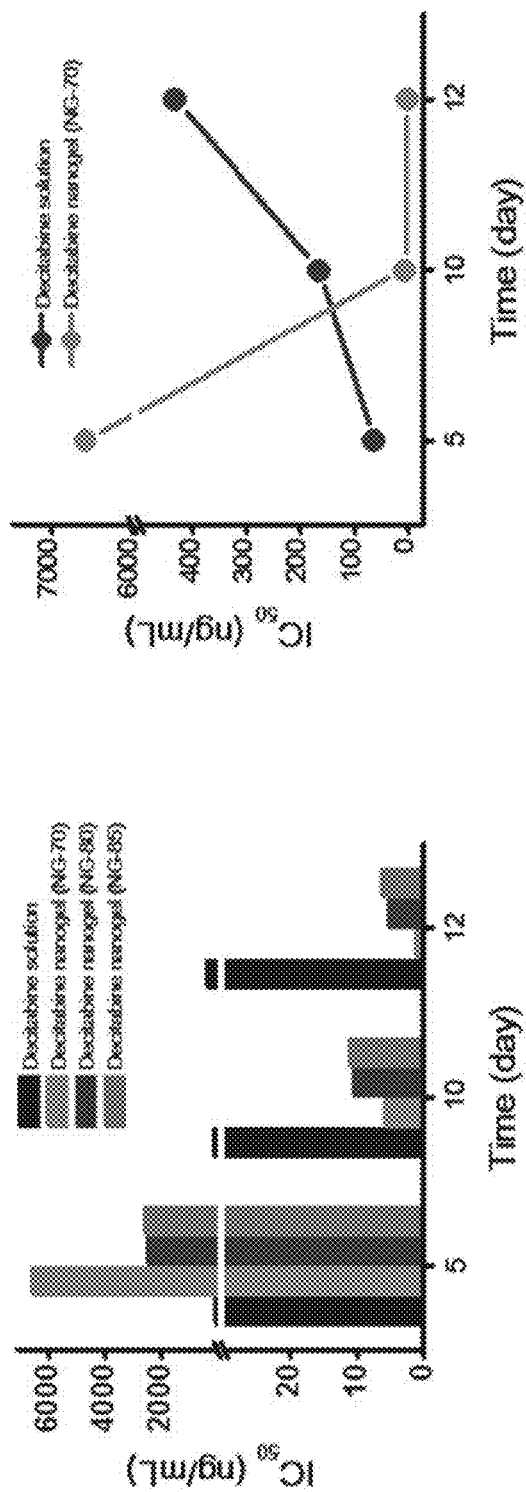 Decitabine solution
Decitabine nanogel (NG-70)
Decitabine nanogel (NG-80)
Decitabine nanogel (NG-85)
IC50 (ng/mL)
6000
4000
2000
20
10
0
5
10
12
Time (day)
Decitabine solution
Decitabine nanogel (NG-70)
IC50 (ng/mL)
7000
6000
400
300
200
100
0
5
10
12
Time (day)